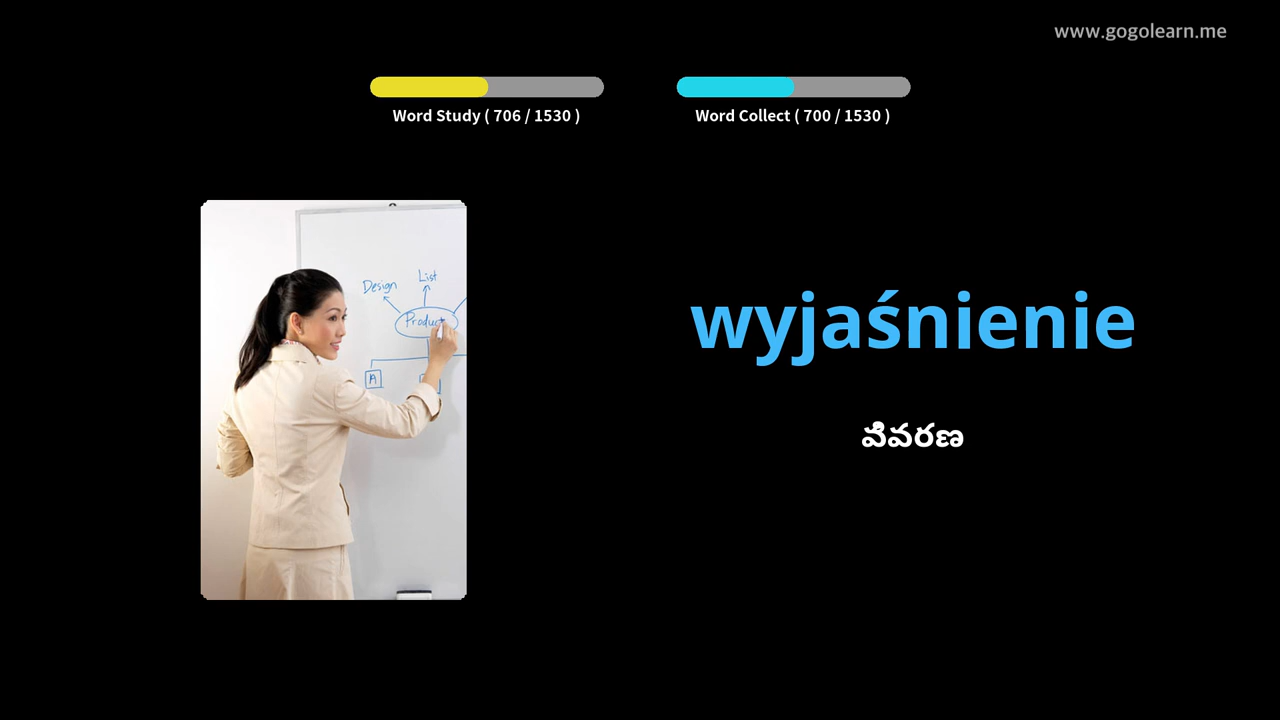 www.gogolearn.me
Word Study ( 706 / 1530 )
Word Collect ( 700 / 1530 )
Design
List
Product
A
wyjaśnienie
వివరణ